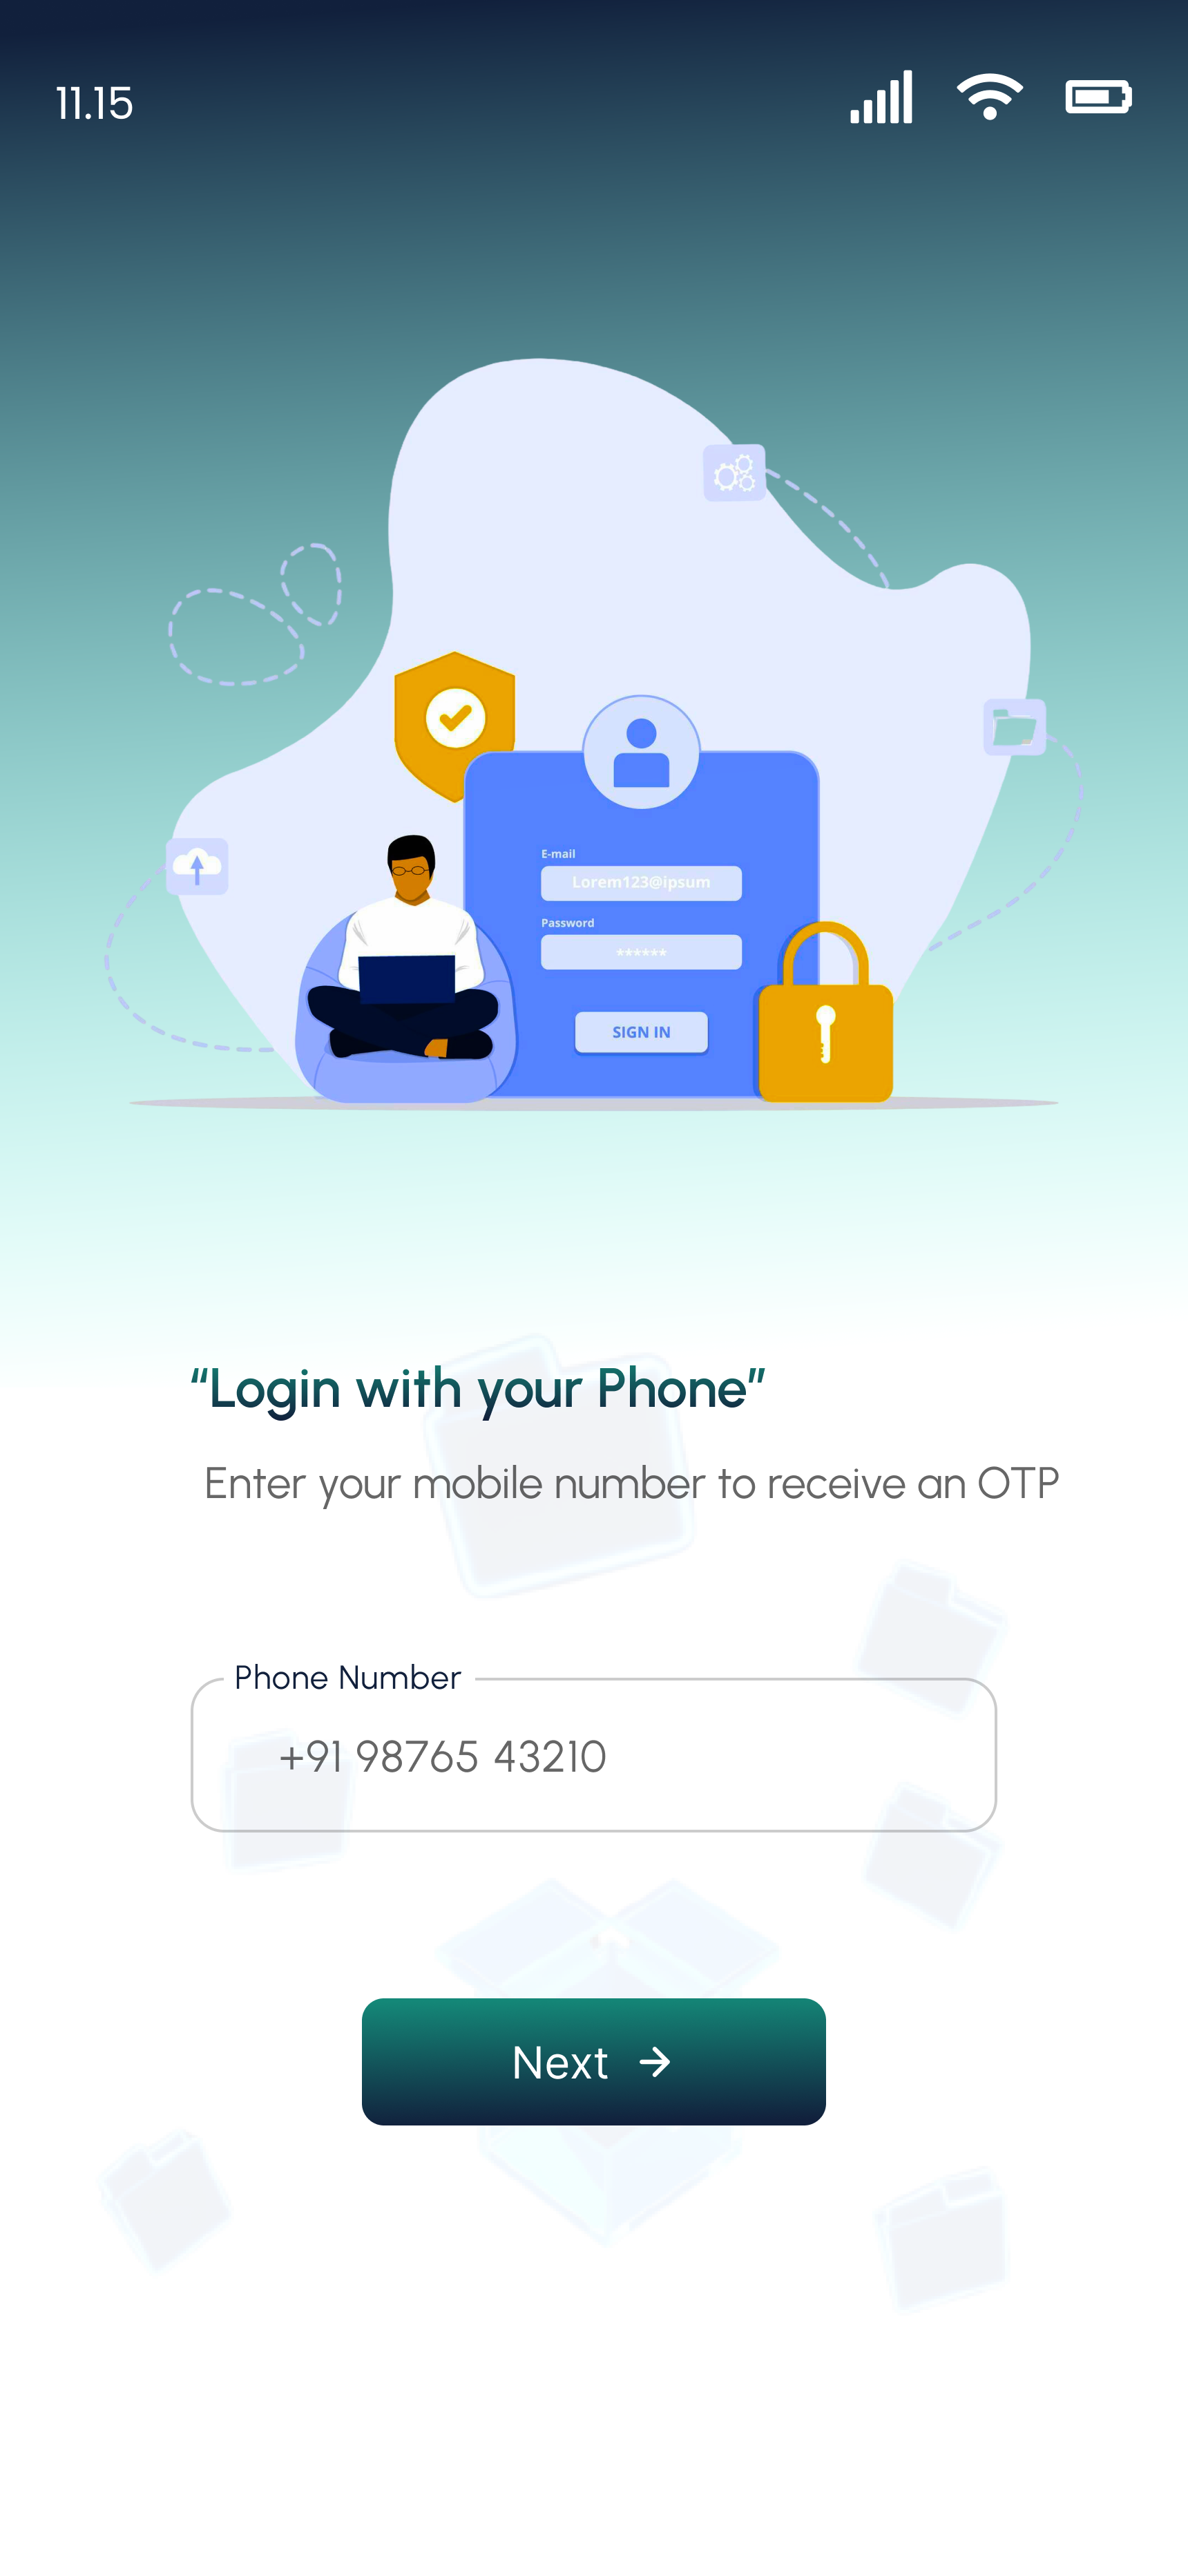 11.15
E-mail
Lorem123@ipsum
Password
******
SIGN IN
“Login with your Phone”
Enter your mobile number to receive an OTP
Phone Number
+91 98765 43210
Next →